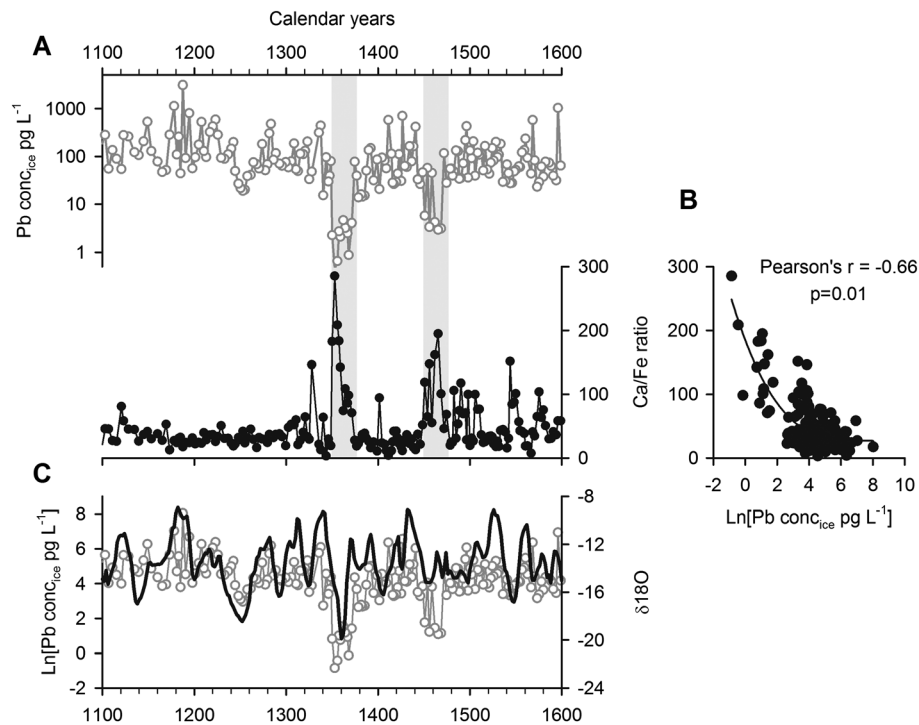 Calendar years
A
1100 1200 1300 1400 1500 1600
Pb conc_ice pg L⁻¹
1000
100
10
1
300
200
100
0
Ca/Fe ratio
B
300
200
100
0
Pearson's r = -0.66
p=0.01
-2 0 2 4 6 8 10
Ln[Pb conc_ice pg L⁻¹]
C
Ln[Pb conc_ice pg L⁻¹]
8
6
4
2
0
-2
-8
-12
-16
-20
-24
δ18O
1100 1200 1300 1400 1500 1600